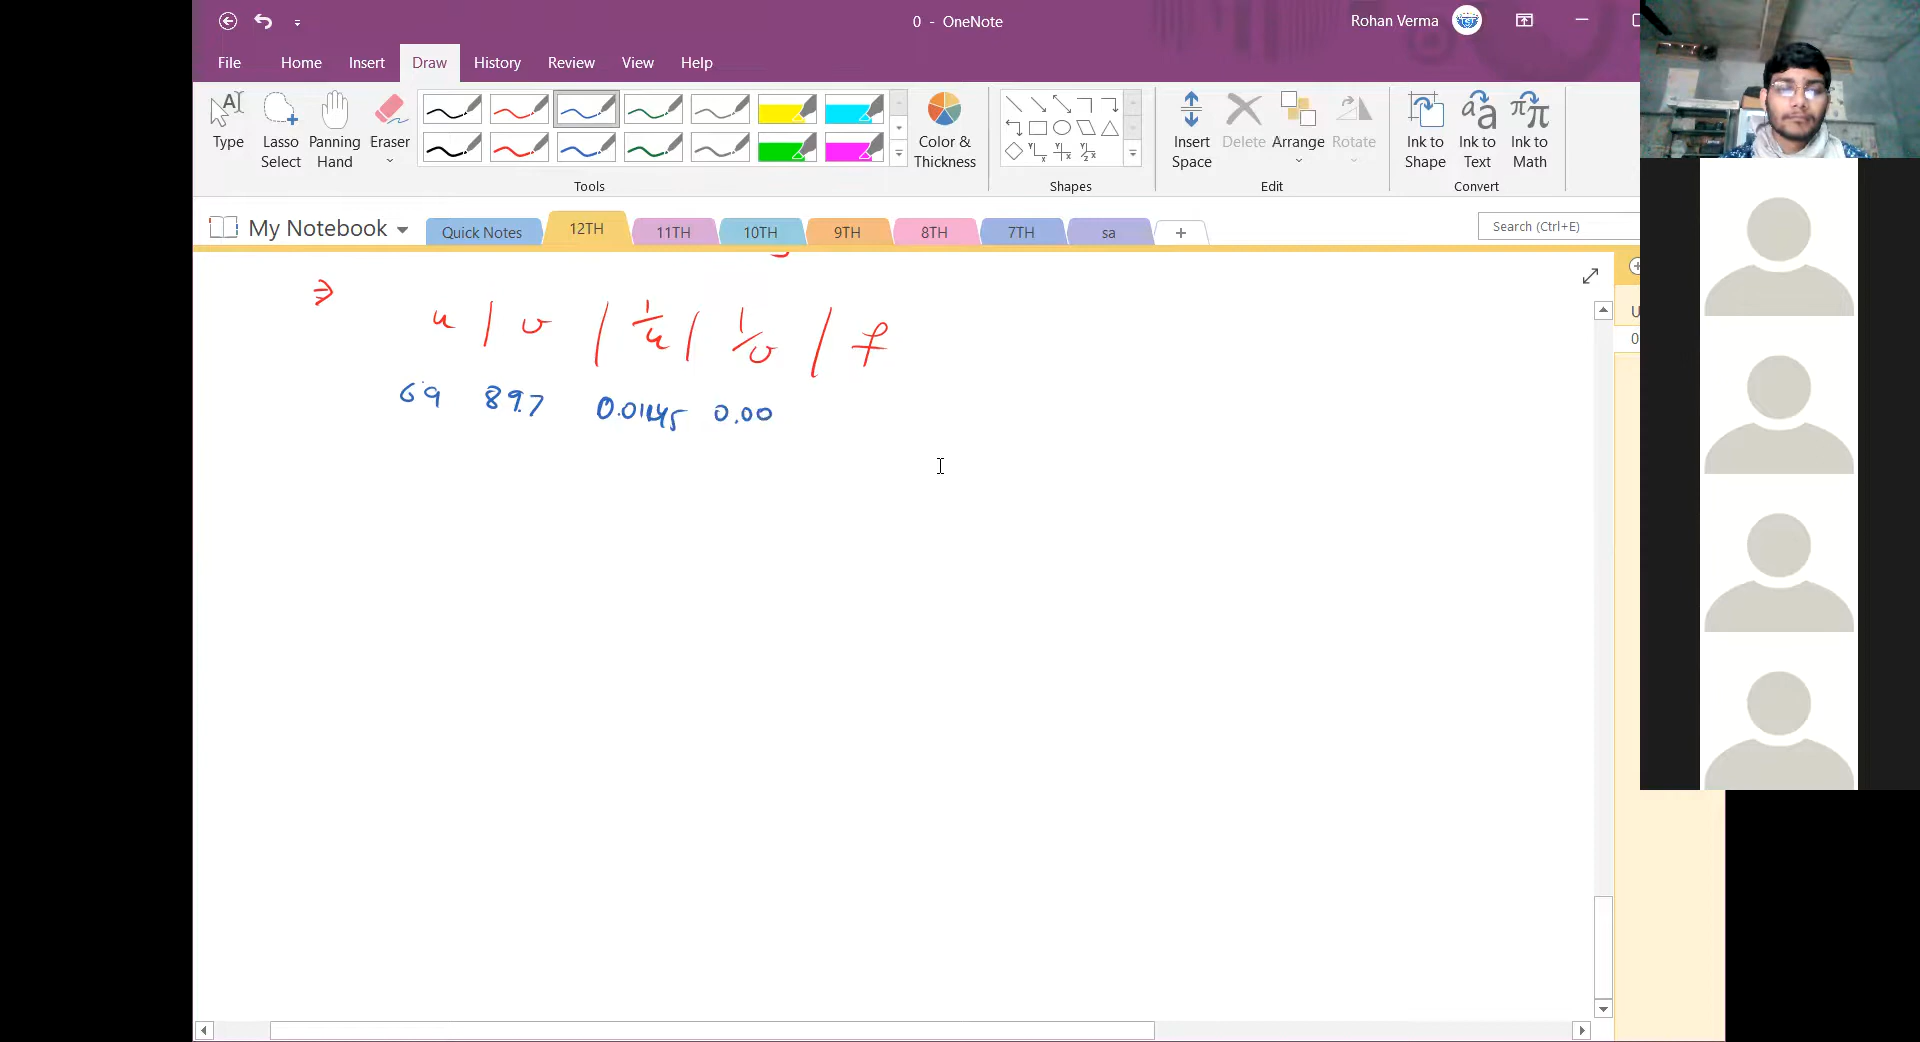 0 - OneNote
Rohan Verma
File Home Insert Draw History Review View Help
Type
Lasso Select
Panning Hand
Eraser
Color & Thickness
Insert Space
Delete
Arrange
Rotate
Ink to Shape
Ink to Text
Ink to Math
Tools
Shapes
Edit
Convert
My Notebook
Quick Notes 12TH 11TH 10TH 9TH 8TH 7TH sa +
Search (Ctrl+E)
⇒
u | v | 1/u | 1/v | f
69 89.7 0.01445 0.00